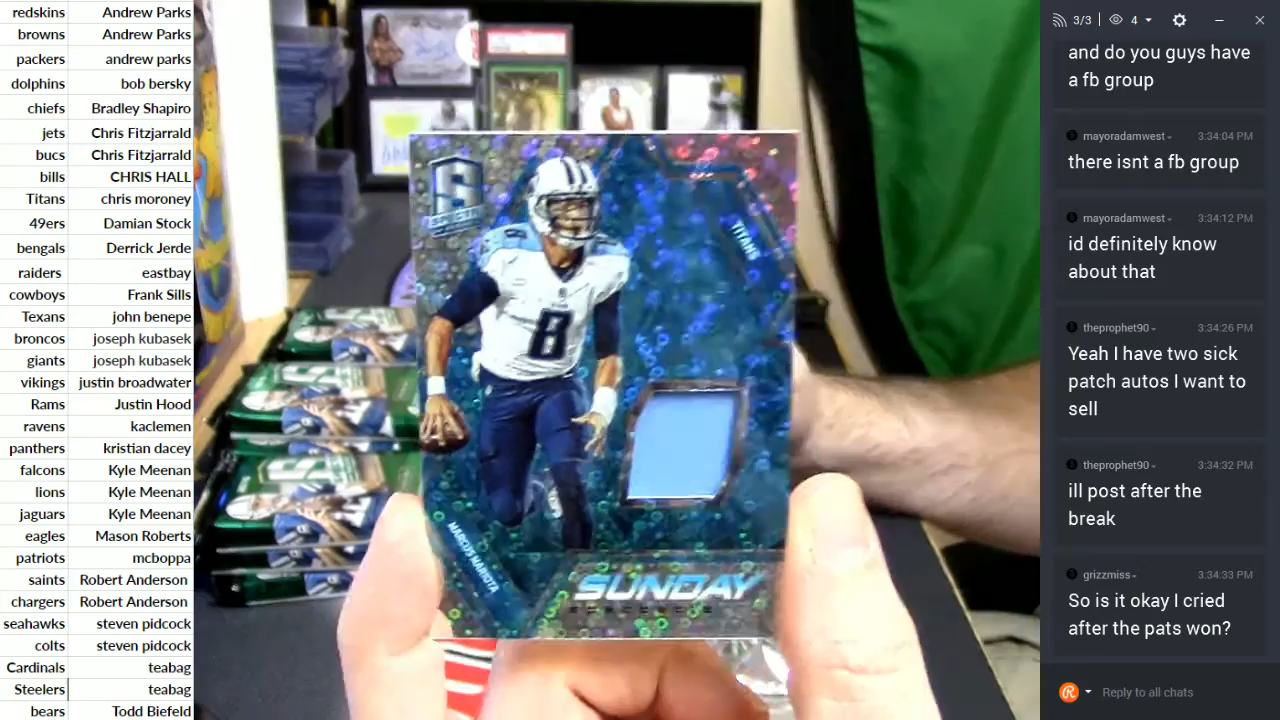 redskins Andrew Parks
browns Andrew Parks
packers andrew parks
dolphins bob bersky
chiefs Bradley Shapiro
jets Chris Fitzjarrald
bucs Chris Fitzjarrald
bills CHRIS HALL
Titans chris moroney
49ers Damian Stock
bengals Derrick Jerde
raiders eastbay
cowboys Frank Sills
Texans john benepe
broncos joseph kubasek
giants joseph kubasek
vikings justin broadwater
Rams Justin Hood
ravens kaclemen
panthers kristian dacey
falcons Kyle Meenan
lions Kyle Meenan
jaguars Kyle Meenan
eagles Mason Roberts
patriots mcboppa
saints Robert Anderson
chargers Robert Anderson
seahawks steven pidcock
colts steven pidcock
Cardinals teabag
Steelers teabag
bears Todd Biefeld
TITANS
8
MARCUS MARIOTA
SUNDAY
3/3 4
and do you guys have
a fb group
mayoradamwest 3:34:04 PM
there isnt a fb group
mayoradamwest 3:34:12 PM
id definitely know
about that
theprophet90 3:34:26 PM
Yeah I have two sick
patch autos I want to
sell
theprophet90 3:34:32 PM
ill post after the
break
grizzmiss 3:34:33 PM
So is it okay I cried
after the pats won?
Reply to all chats